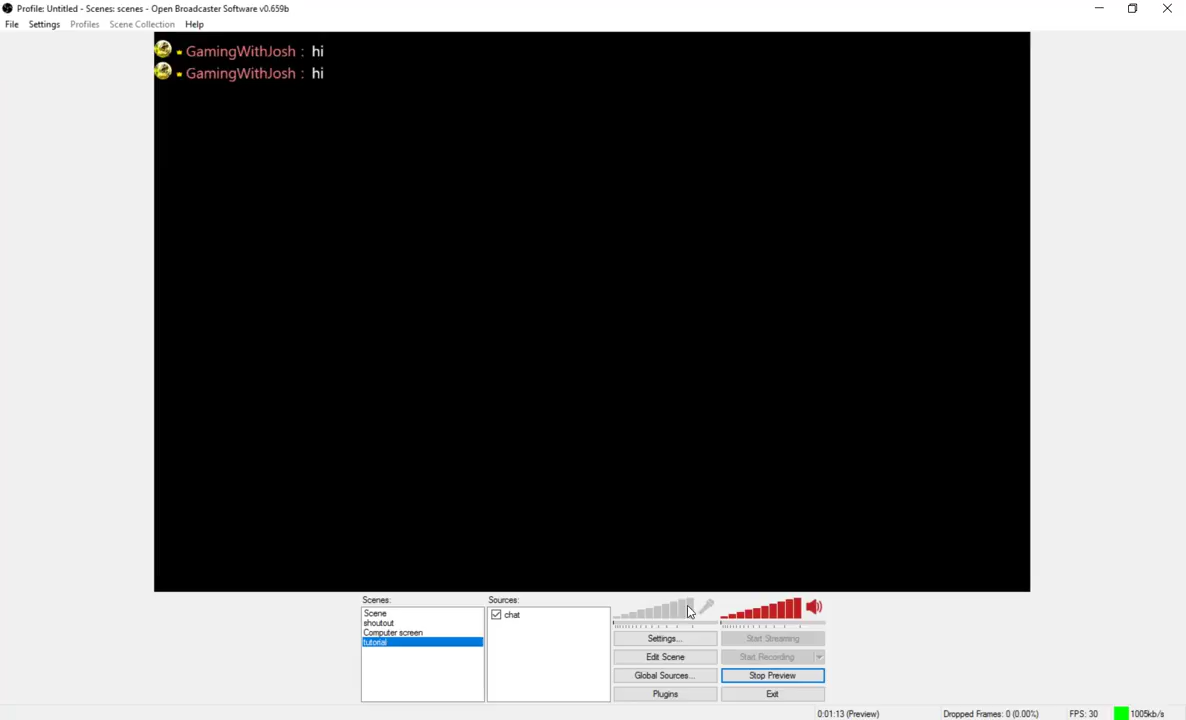 Profile: Untitled - Scenes: scenes - Open Broadcaster Software v0.659b
File Settings Profiles Scene Collection Help
GamingWithJosh : hi
GamingWithJosh : hi
Scenes:
Scene
shoutout
Computer screen
tutorial
Sources:
chat
Settings...
Start Streaming
Edit Scene
Start Recording
Global Sources...
Stop Preview
Plugins
Exit
0:01:13 (Preview) Dropped Frames: 0 (0.00%) FPS: 30 1005kb/s